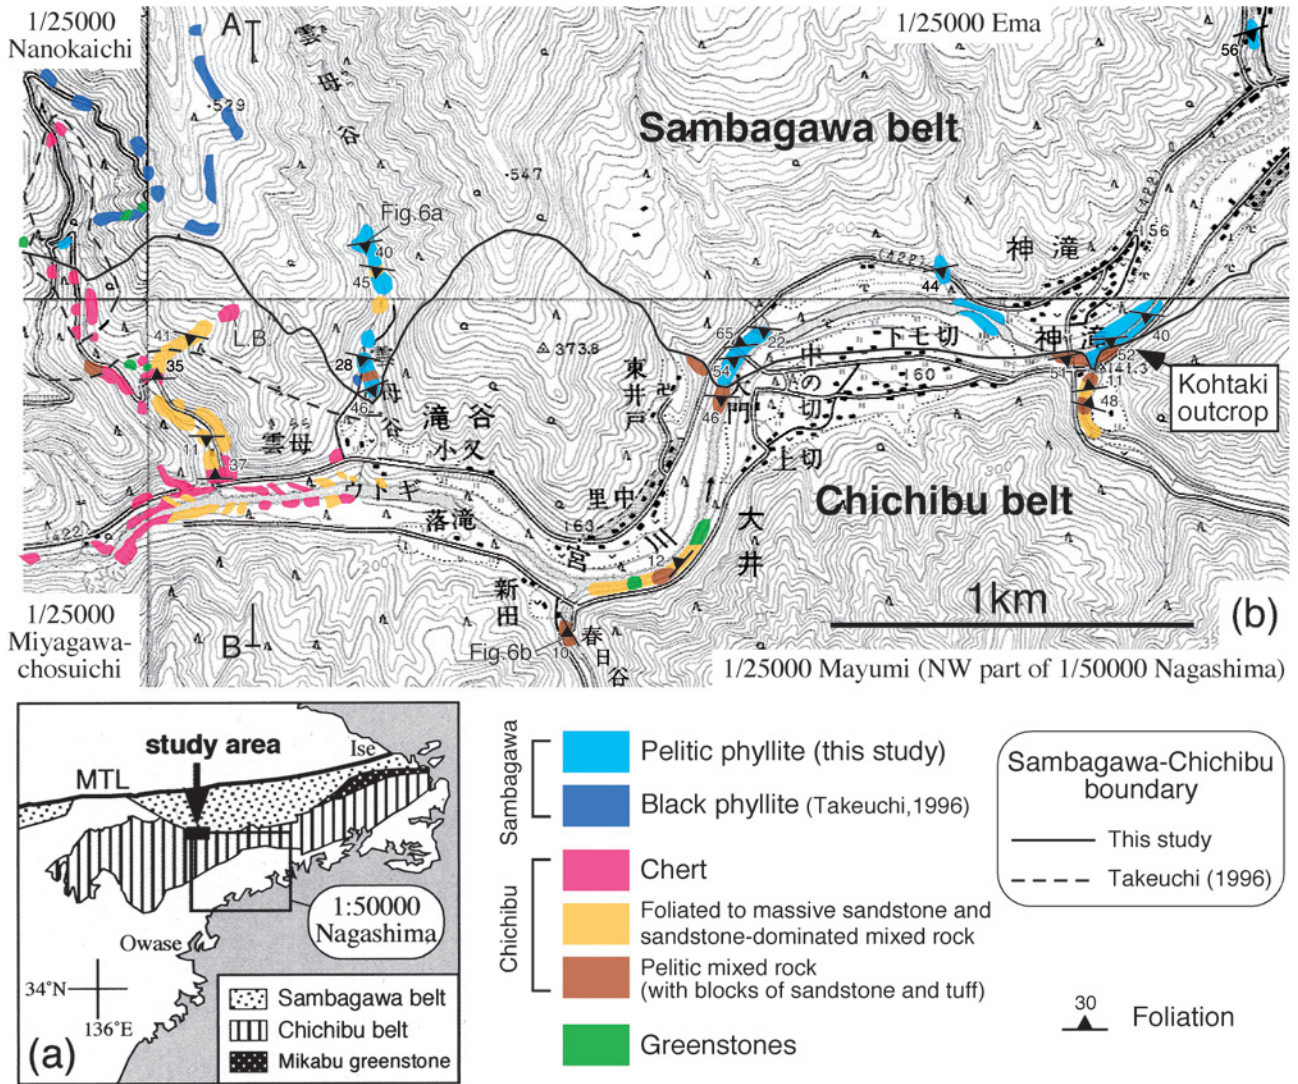 1/25000
Nanokaichi
A
雲母谷
1/25000 Ema
56
Sambagawa belt
·529
·547
Fig.6a
40
45
200
(422)
神滝
156
44
41
L.B.
35
28
雲母谷
46
373.8
東井戸
65
22
54
46
大門
中の切
下モ切
160
上切
神滝
40
52
51
141.3
11
48
Kohtaki
outcrop
300
雲母
きらら
滝谷
小又
11
37
ウトギ
里中
落滝
163
宮川
大井
Chichibu belt
(422)
200
12
新田
1km
(b)
1/25000
Miyagawa-
chosuichi
B
Fig.6b
10
春日谷
1/25000 Mayumi (NW part of 1/50000 Nagashima)
study area
Ise
MTL
1:50000
Nagashima
Owase
34°N
136°E
Sambagawa belt
Chichibu belt
Mikabu greenstone
(a)
Sambagawa
Pelitic phyllite (this study)
Black phyllite (Takeuchi,1996)
Chichibu
Chert
Foliated to massive sandstone and
sandstone-dominated mixed rock
Pelitic mixed rock
(with blocks of sandstone and tuff)
Greenstones
Sambagawa-Chichibu
boundary
This study
Takeuchi (1996)
30
Foliation